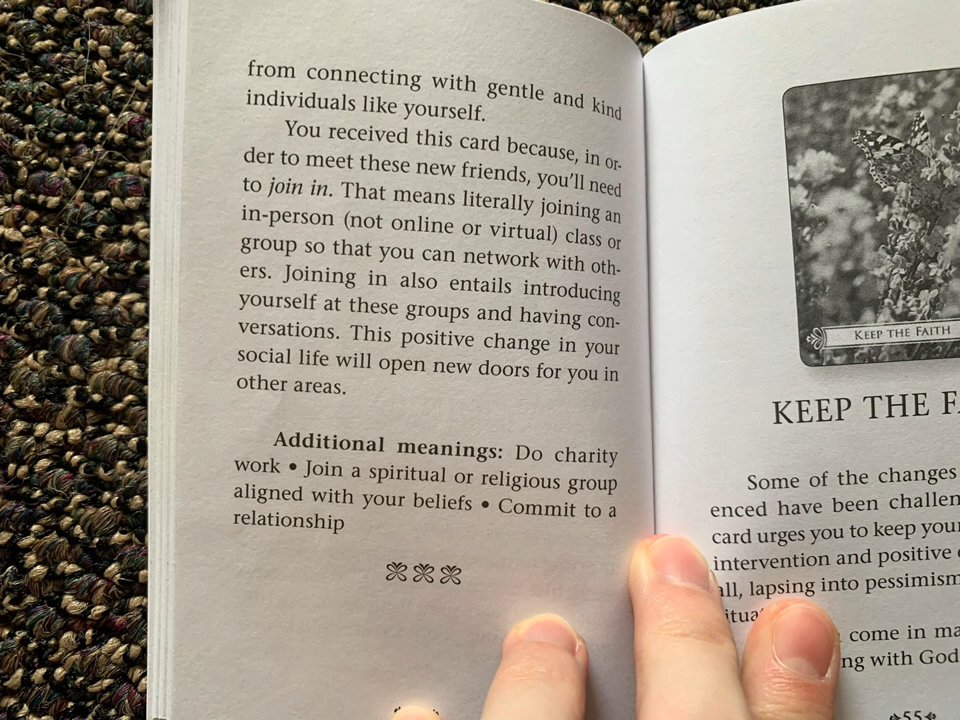 from connecting with gentle and kind
individuals like yourself.
You received this card because, in or-
der to meet these new friends, you'll need
to join in. That means literally joining an
in-person (not online or virtual) class or
group so that you can network with oth-
ers. Joining in also entails introducing
yourself at these groups and having con-
versations. This positive change in your
social life will open new doors for you in
other areas.
Additional meanings: Do charity
work • Join a spiritual or religious group
aligned with your beliefs • Commit to a
relationship
KEEP THE FAITH
KEEP THE
Some of the changes
enced have been
card urges you to keep
intervention and positive
all, lapsing into pessimism
come in
with God
55